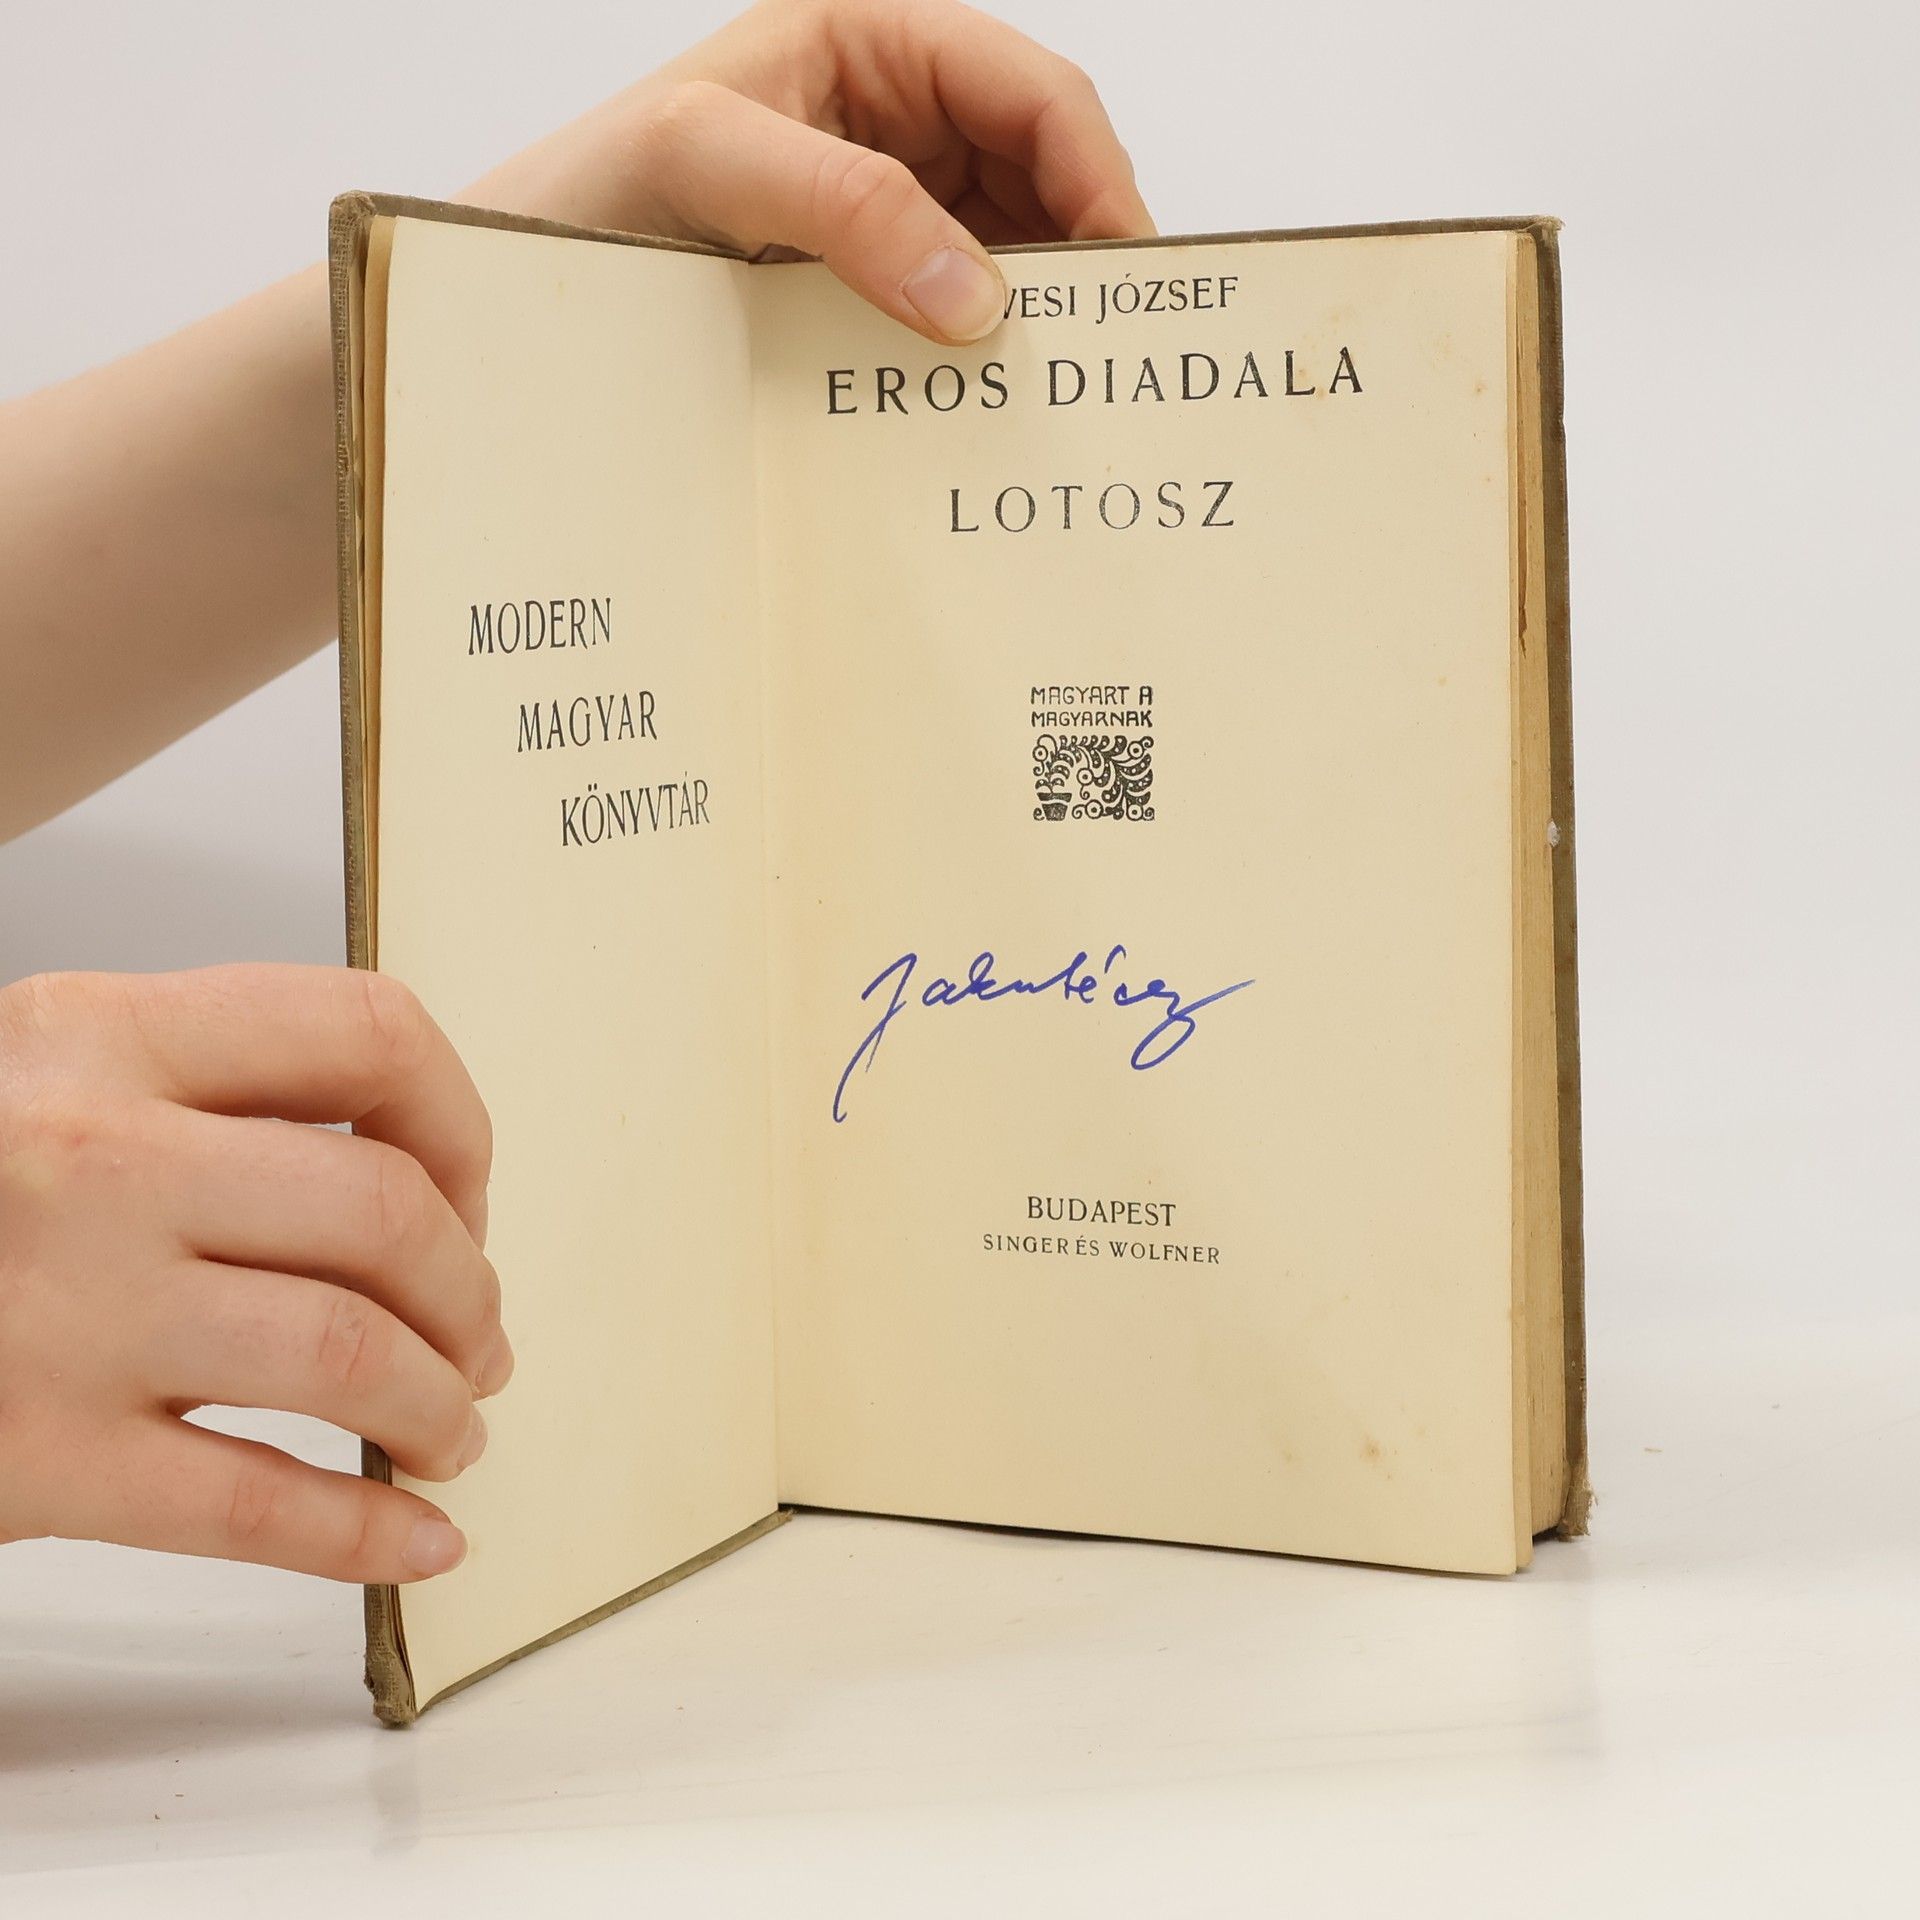 MODERN
MAGYAR
KÖNYVTÁR
VESI JÓZSEF
EROS DIADALA
LOTOSZ
MAGYART A
MAGYARNAK
BUDAPEST
SINGER ÉS WOLFNER